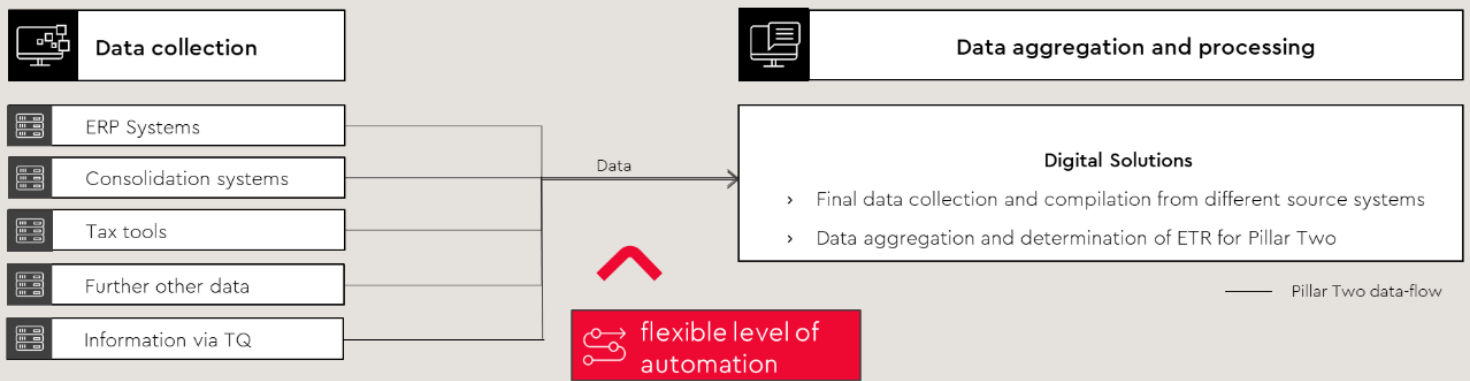 Data collection
Data aggregation and processing
ERP Systems
Consolidation systems
Tax tools
Further other data
Information via TQ
Data
flexible level of
automation
Digital Solutions
› Final data collection and compilation from different source systems
› Data aggregation and determination of ETR for Pillar Two
Pillar Two data-flow